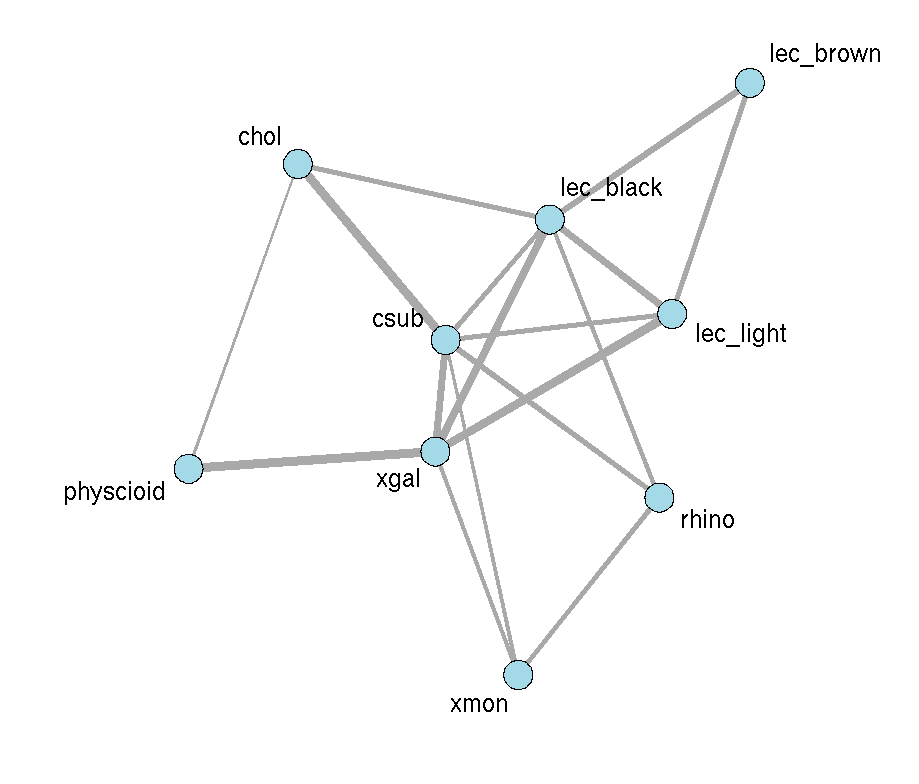 lec_brown
chol
lec_black
csub
lec_light
xgal
physcioid
rhino
xmon